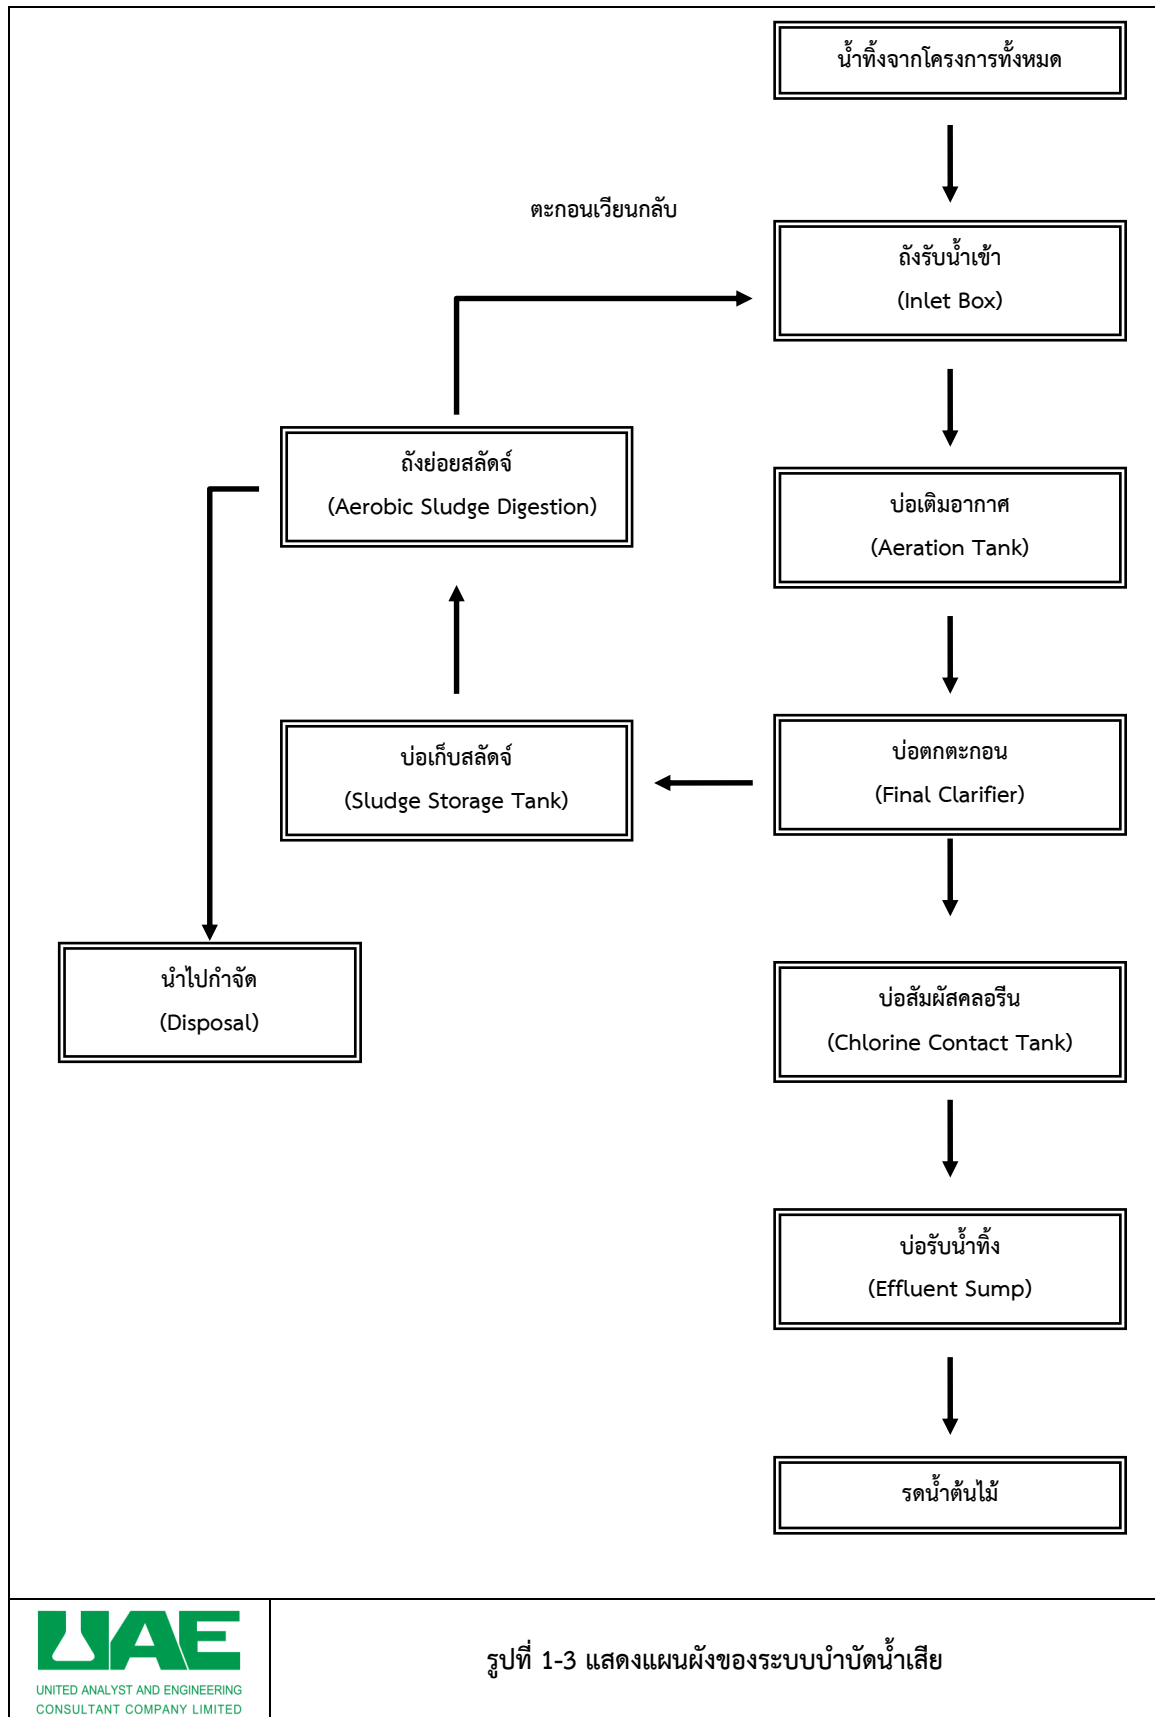 น้ำทิ้งจากโครงการทั้งหมด
ตะกอนเวียนกลับ
ถังรับน้ำเข้า
(Inlet Box)
ถังย่อยสลัดจ์
(Aerobic Sludge Digestion)
บ่อเติมอากาศ
(Aeration Tank)
บ่อเก็บสลัดจ์
(Sludge Storage Tank)
บ่อตกตะกอน
(Final Clarifier)
นำไปกำจัด
(Disposal)
บ่อสัมผัสคลอรีน
(Chlorine Contact Tank)
บ่อรับน้ำทิ้ง
(Effluent Sump)
รดน้ำต้นไม้
UAE
UNITED ANALYST AND ENGINEERING
CONSULTANT COMPANY LIMITED
รูปที่ 1-3 แสดงแผนผังของระบบบำบัดน้ำเสีย